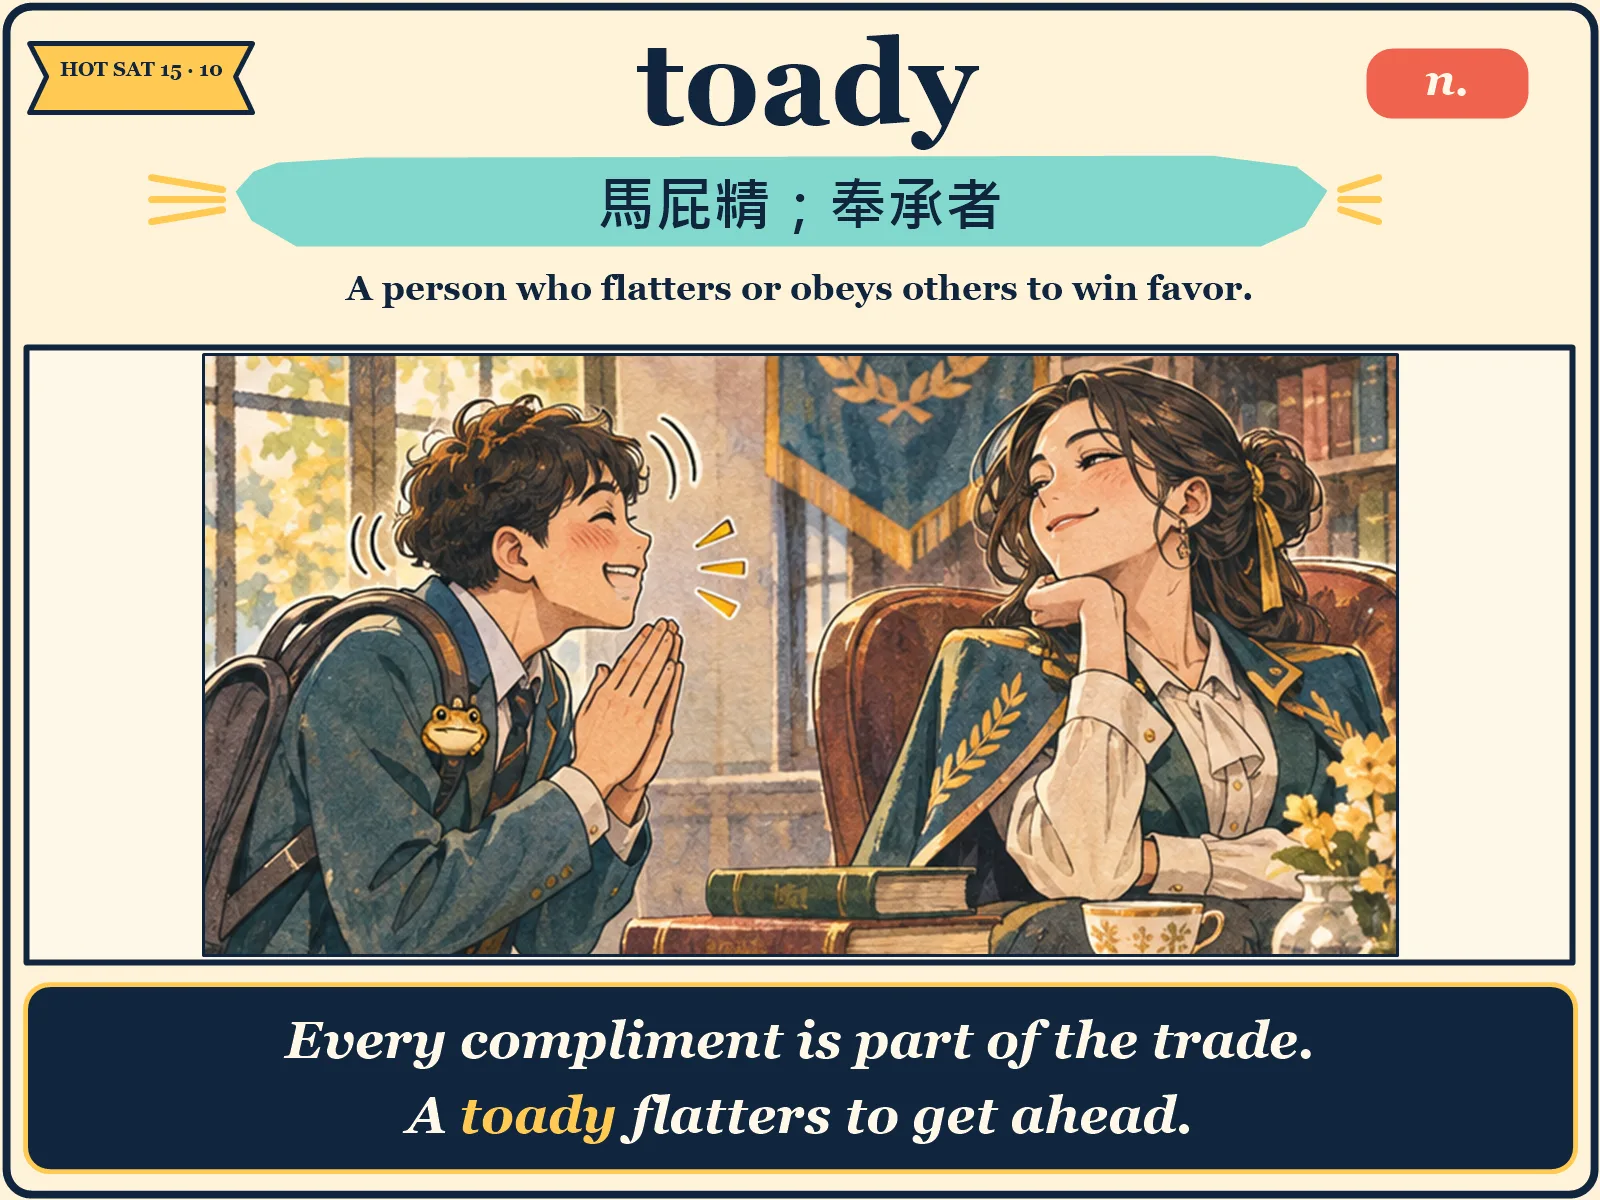 HOT SAT 15 · 10
toady
n.
馬屁精；奉承者
A person who flatters or obeys others to win favor.
Every compliment is part of the trade.
A toady flatters to get ahead.